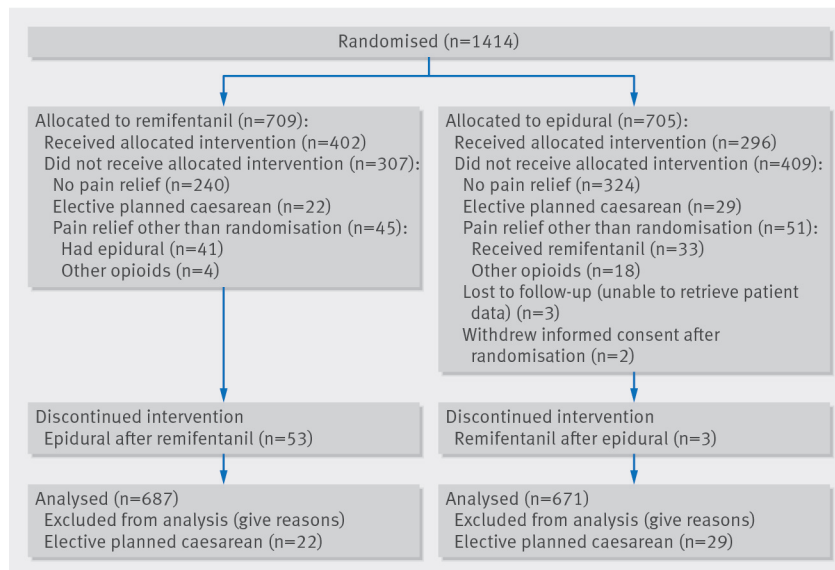 Randomised (n=1414)
Allocated to remifentanil (n=709):
Received allocated intervention (n=402)
Did not receive allocated intervention (n=307):
No pain relief (n=240)
Elective planned caesarean (n=22)
Pain relief other than randomisation (n=45):
Had epidural (n=41)
Other opioids (n=4)
Allocated to epidural (n=705):
Received allocated intervention (n=296)
Did not receive allocated intervention (n=409):
No pain relief (n=324)
Elective planned caesarean (n=29)
Pain relief other than randomisation (n=51):
Received remifentanil (n=33)
Other opioids (n=18)
Lost to follow-up (unable to retrieve patient
data) (n=3)
Withdrew informed consent after
randomisation (n=2)
Discontinued intervention
Epidural after remifentanil (n=53)
Discontinued intervention
Remifentanil after epidural (n=3)
Analysed (n=687)
Excluded from analysis (give reasons)
Elective planned caesarean (n=22)
Analysed (n=671)
Excluded from analysis (give reasons)
Elective planned caesarean (n=29)